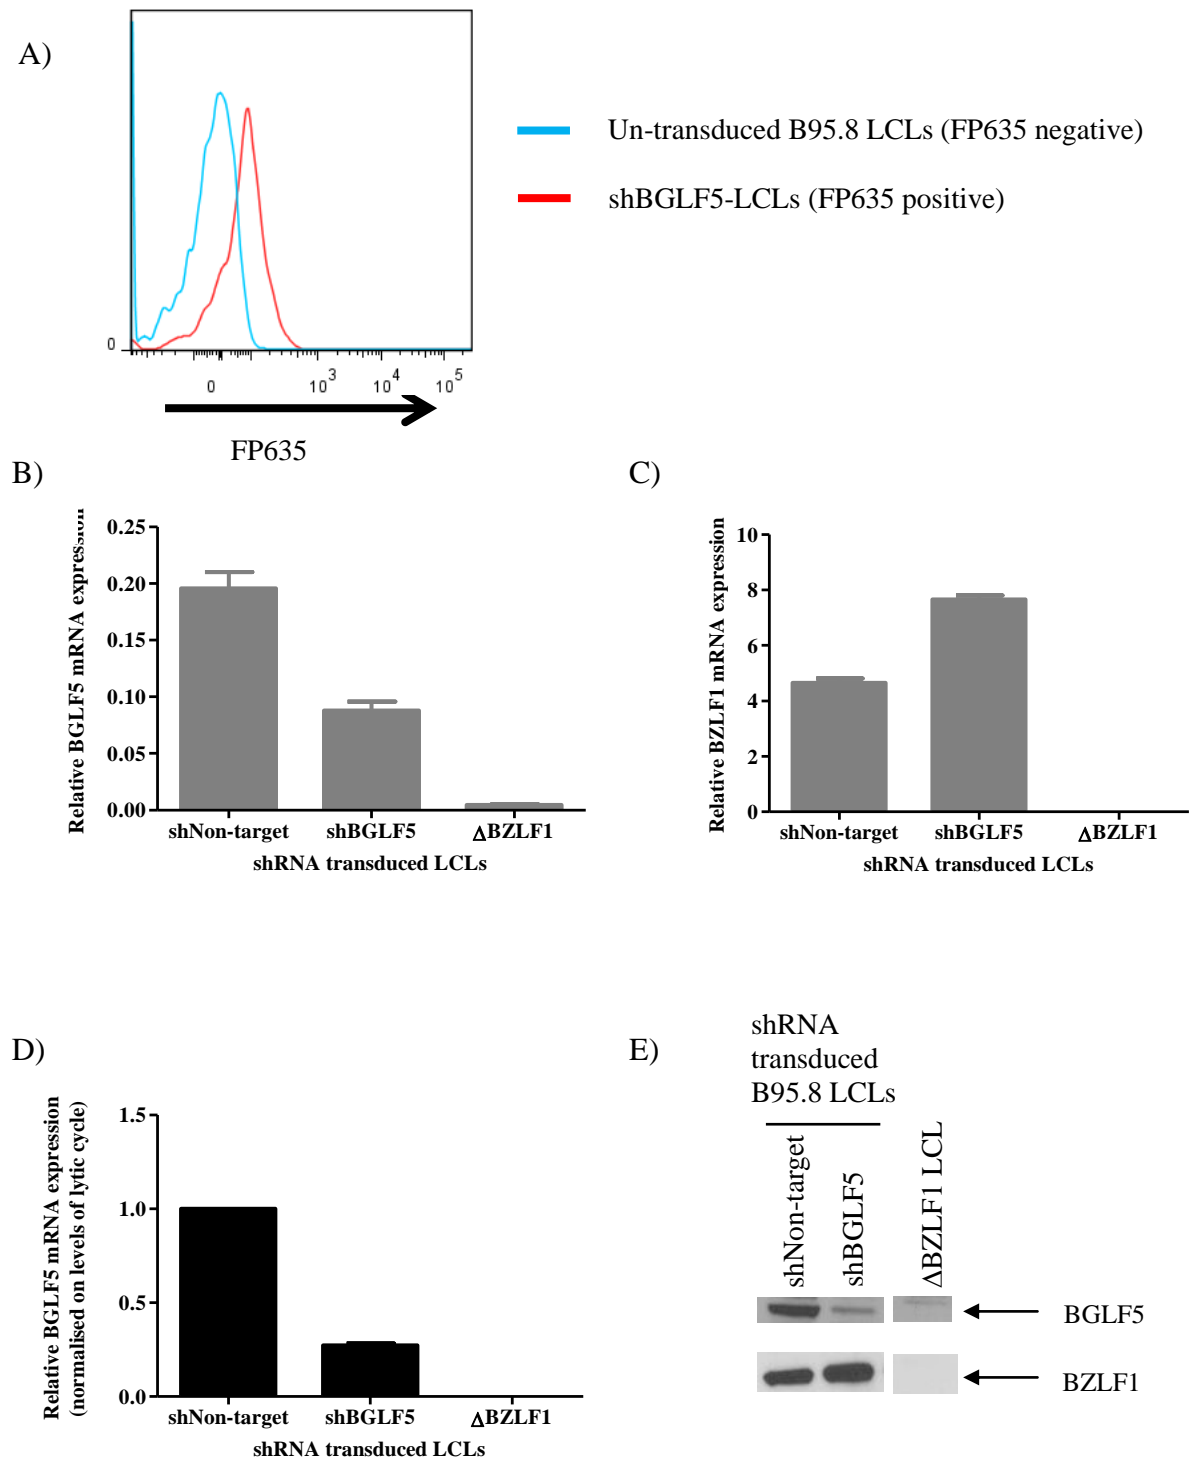 A)
Un-transduced B95.8 LCLs (FP635 negative)
shBGLF5-LCLs (FP635 positive)
0
0 10^3 10^4 10^5
FP635
B)
Relative BGLF5 mRNA expression
0.25
0.20
0.15
0.10
0.05
0.00
shNon-target shBGLF5 ΔBZLF1
shRNA transduced LCLs
C)
Relative BZLF1 mRNA expression
10
8
6
4
2
0
shNon-target shBGLF5 ΔBZLF1
shRNA transduced LCLs
D)
Relative BGLF5 mRNA expression
(normalised on levels of lytic cycle)
1.5
1.0
0.5
0.0
shNon-target shBGLF5 ΔBZLF1
shRNA transduced LCLs
E)
shRNA
transduced
B95.8 LCLs
shNon-target
shBGLF5
ΔBZLF1 LCL
BGLF5
BZLF1